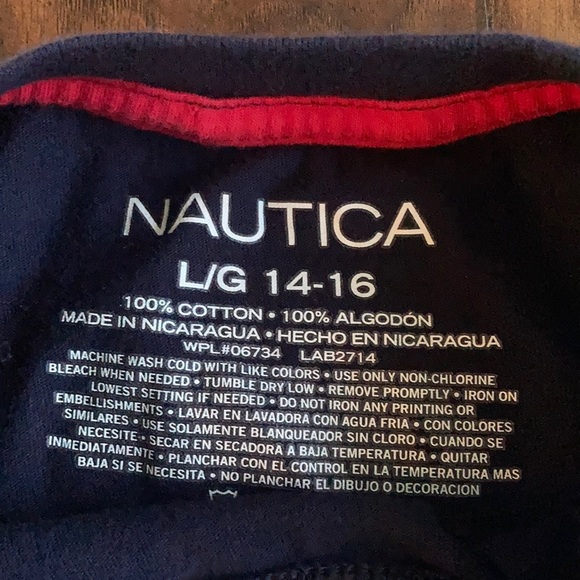 NAUTICA
L/G 14-16
100% COTTON • 100% ALGODÓN
MADE IN NICARAGUA • HECHO EN NICARAGUA
WPL#06734 LAB2714
MACHINE WASH COLD WITH LIKE COLORS • USE ONLY NON-CHLORINE
BLEACH WHEN NEEDED • TUMBLE DRY LOW • REMOVE PROMPTLY • IRON ON
LOWEST SETTING IF NEEDED • DO NOT IRON ANY PRINTING OR
EMBELLISHMENTS • LAVAR EN LAVADORA CON AGUA FRIA • CON COLORES
SIMILARES • USE SOLAMENTE BLANQUEADOR SIN CLORO • CUANDO SE
NECESITE • SECAR EN SECADORA A BAJA TEMPERATURA • QUITAR
INMEDIATAMENTE • PLANCHAR CON EL CONTROL EN LA TEMPERATURA MAS
BAJA SI SE NECESITA • NO PLANCHAR EL DIBUJO O DECORACION